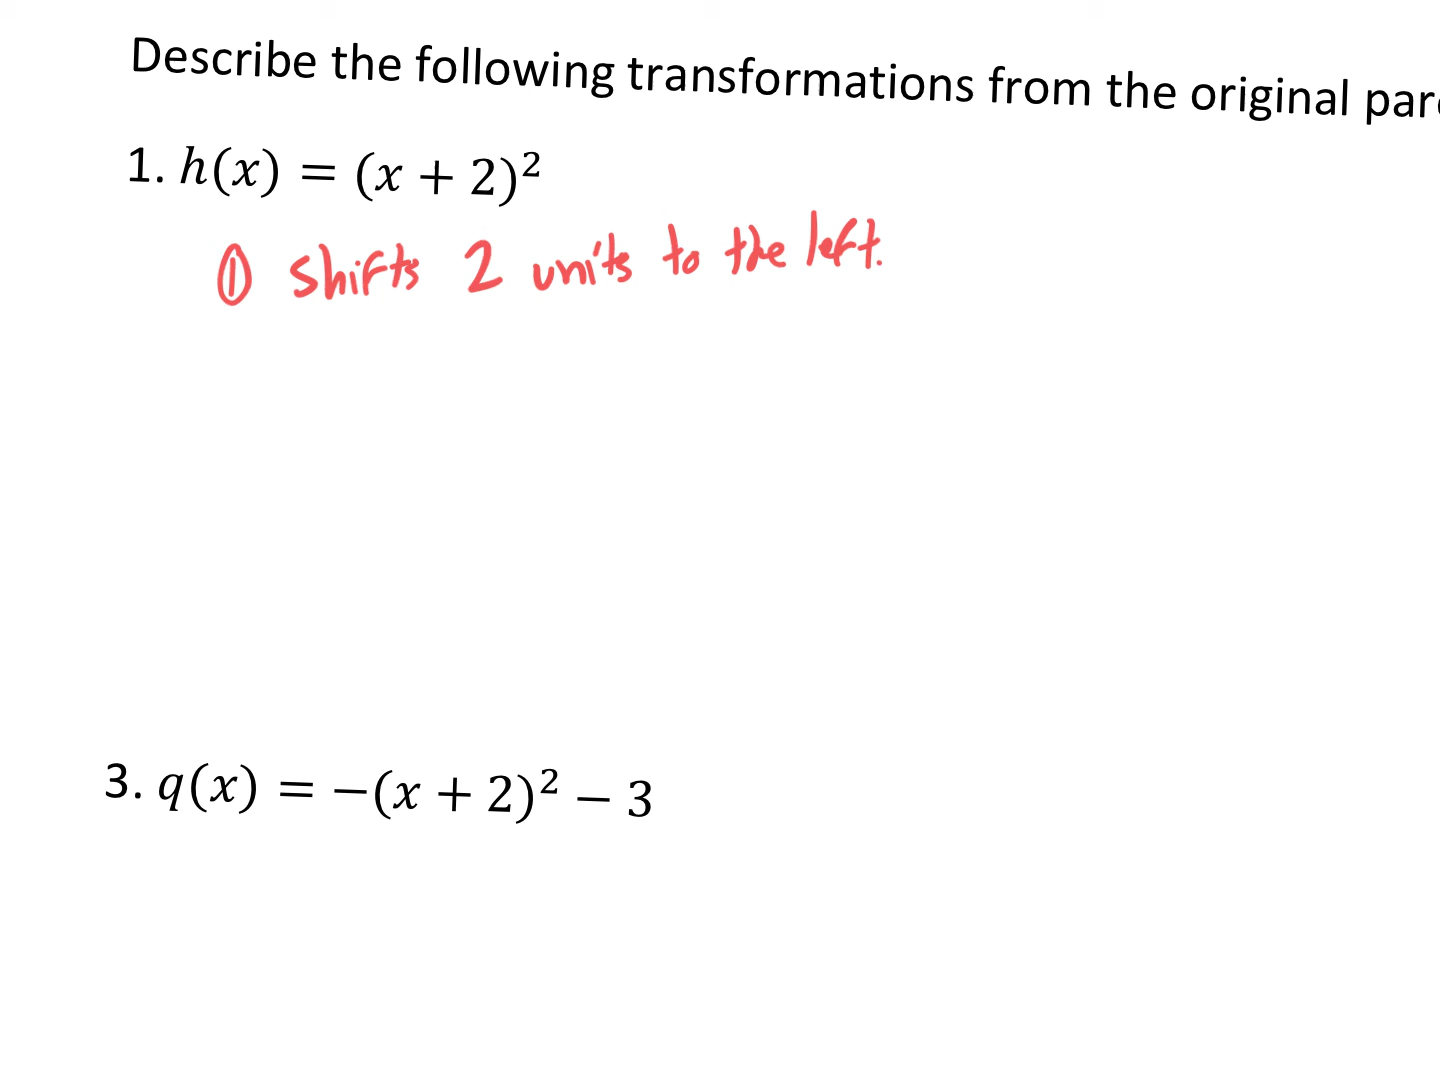 Describe the following transformations from the original par
1. h(x) = (x + 2)²
① shifts 2 units to the left.
3. q(x) = −(x + 2)² − 3